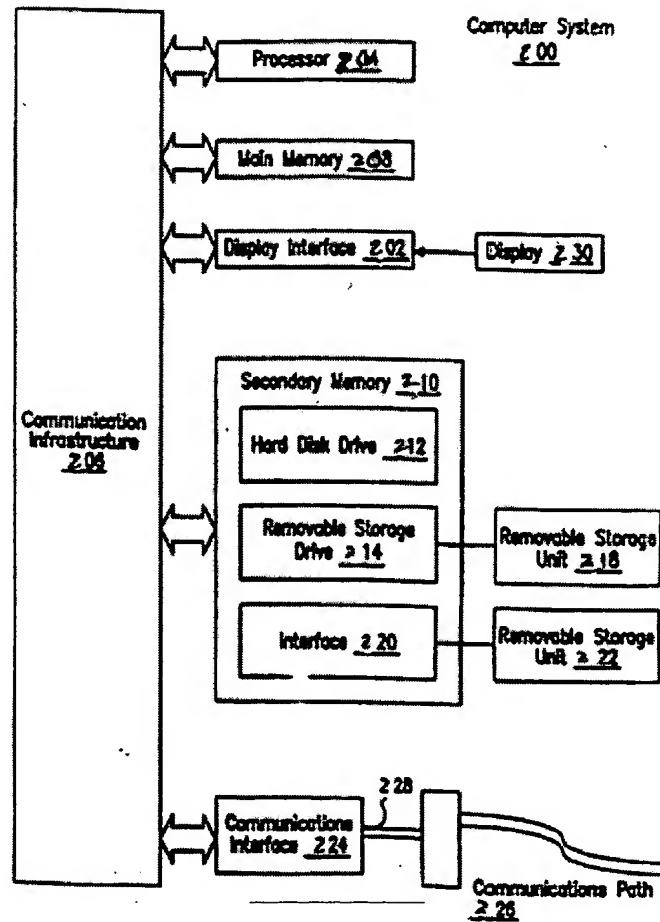 Computer System
200
Processor 204
Main Memory 208
Display Interface 202
Display 230
Secondary Memory 210
Communication
Infrastructure
206
Hard Disk Drive 212
Removable Storage
Drive 214
Removable Storage
Unit 218
Interface 220
Removable Storage
Unit 222
228
Communications
Interface 224
Communications Path
226